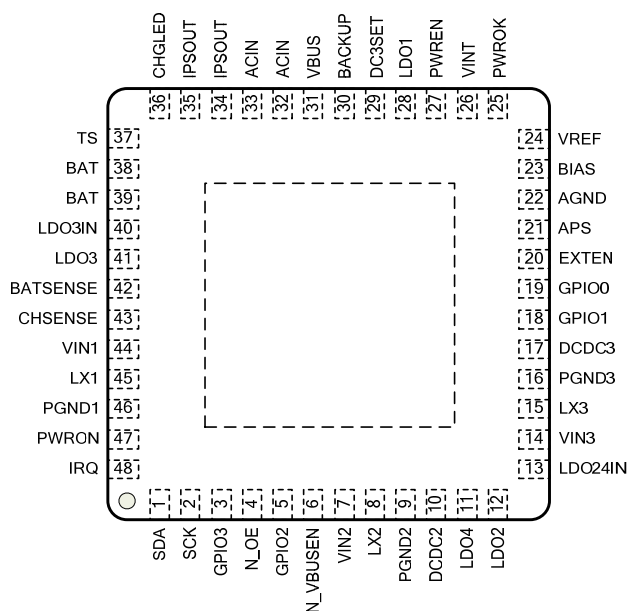 CHGLED
IPSOUT
IPSOUT
ACIN
ACIN
VBUS
BACKUP
DC3SET
LDO1
PWREN
VINT
PWROK
36 35 34 33 32 31 30 29 28 27 26 25
TS 37
BAT 38
BAT 39
LDO3IN 40
LDO3 41
BATSENSE 42
CHSENSE 43
VIN1 44
LX1 45
PGND1 46
PWRON 47
IRQ 48
24 VREF
23 BIAS
22 AGND
21 APS
20 EXTEN
19 GPIO0
18 GPIO1
17 DCDC3
16 PGND3
15 LX3
14 VIN3
13 LDO24IN
1 2 3 4 5 6 7 8 9 10 11 12
SDA
SCK
GPIO3
N_OE
GPIO2
N_VBUSEN
VIN2
LX2
PGND2
DCDC2
LDO4
LDO2